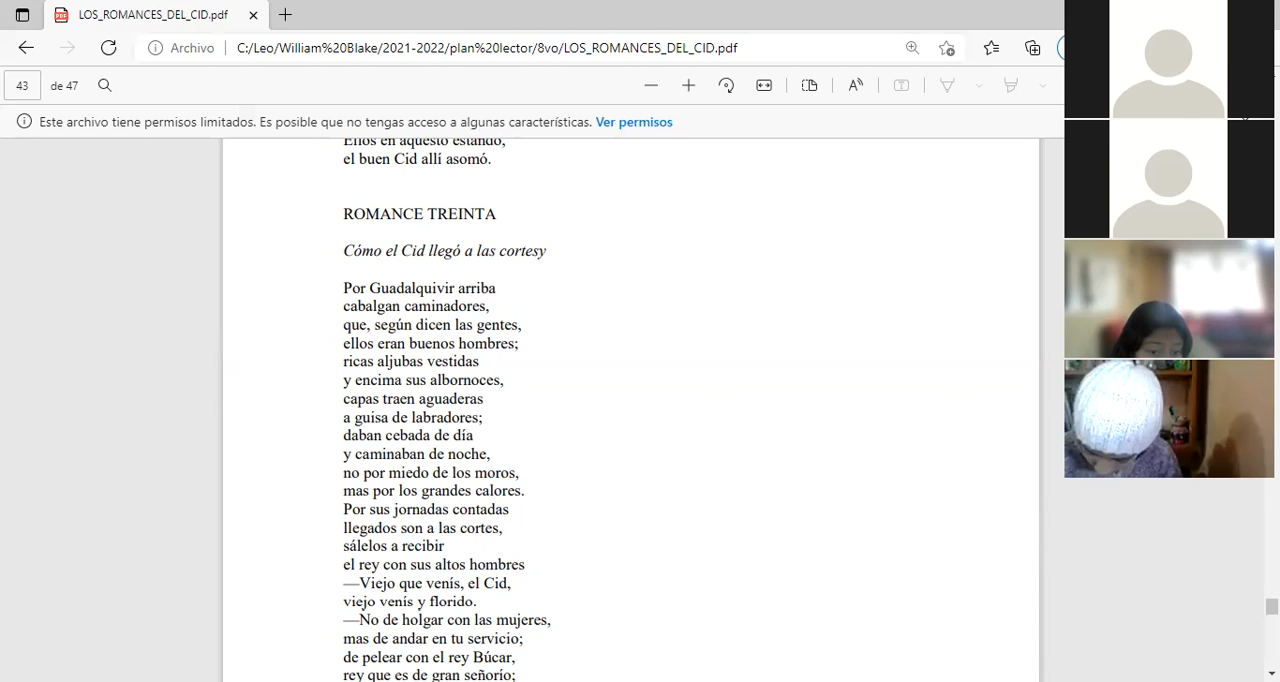 LOS_ROMANCES_DEL_CID.pdf
Archivo
C:/Leo/William%20Blake/2021-2022/plan%20lector/8vo/LOS_ROMANCES_DEL_CID.pdf
43 de 47
Este archivo tiene permisos limitados. Es posible que no tengas acceso a algunas características. Ver permisos
Ellos en aquesto estando,
el buen Cid allí asomó.
ROMANCE TREINTA
Cómo el Cid llegó a las cortesy
Por Guadalquivir arriba
cabalgan caminadores,
que, según dicen las gentes,
ellos eran buenos hombres;
ricas aljubas vestidas
y encima sus albornoces,
capas traen aguaderas
a guisa de labradores;
daban cebada de día
y caminaban de noche,
no por miedo de los moros,
mas por los grandes calores.
Por sus jornadas contadas
llegados son a las cortes,
sálelos a recibir
el rey con sus altos hombres
—Viejo que venís, el Cid,
viejo venís y florido.
—No de holgar con las mujeres,
mas de andar en tu servicio;
de pelear con el rey Búcar,
rey que es de gran señorío;